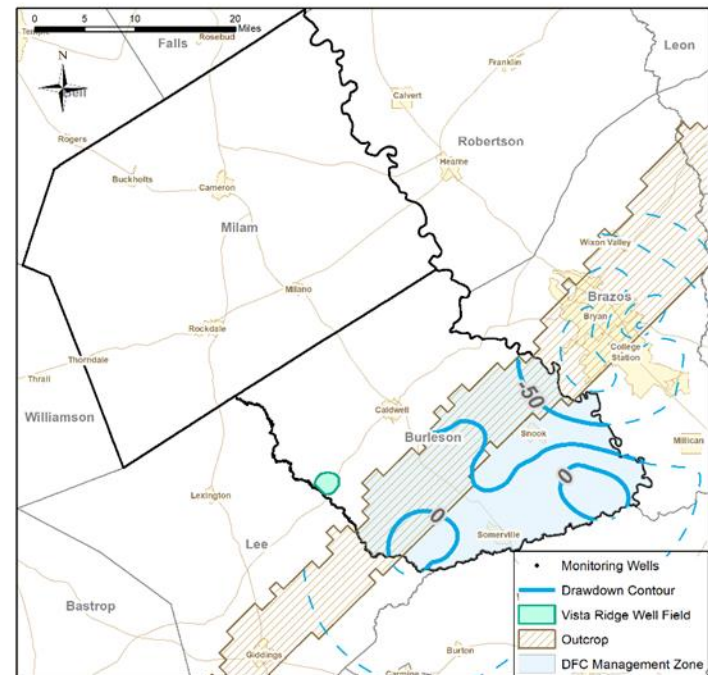 0 5 10 20
Miles
Temple
Falls
Rosebud
Leon
N
Bell
Franklin
Calvert
Robertson
Rogers
Hearne
Buckholts
Cameron
Milam
Wixon Valley
Milano
Brazos
Bryan
Rockdale
College
Station
Thorndale
Thrall
-50
Williamson
Caldwell
Burleson
Snook
Millican
Lexington
0
0
Somerville
Lee
Bastrop
Giddings
Burton
Monitoring Wells
Drawdown Contour
Vista Ridge Well Field
Outcrop
DFC Management Zone